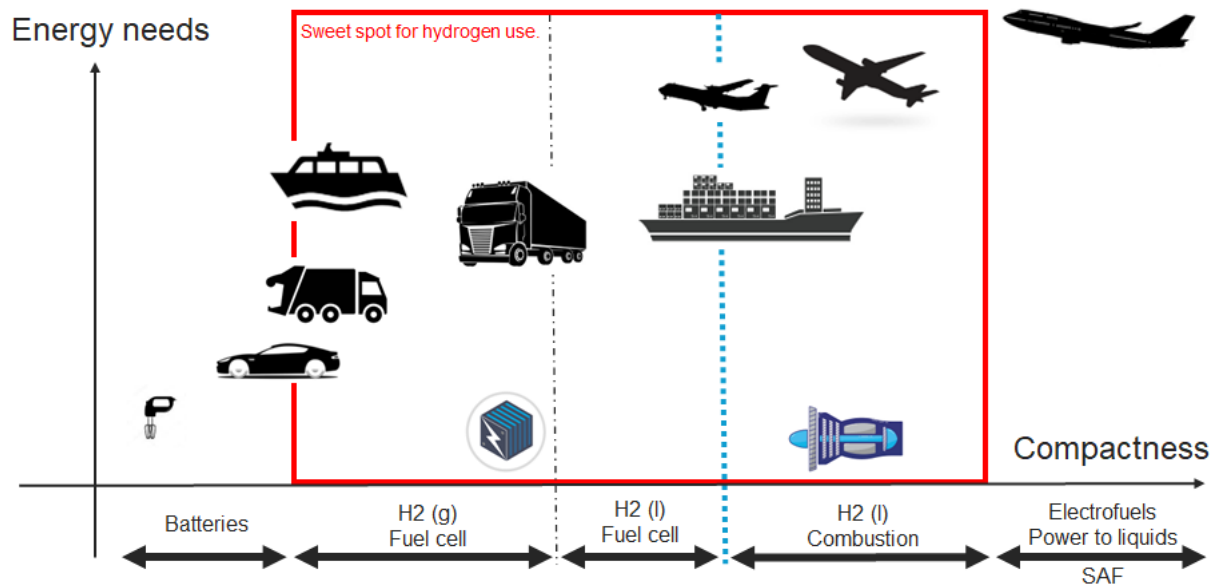 Energy needs
Sweet spot for hydrogen use.
Compactness
Batteries
H2 (g)
Fuel cell
H2 (l)
Fuel cell
H2 (l)
Combustion
Electrofuels
Power to liquids
SAF